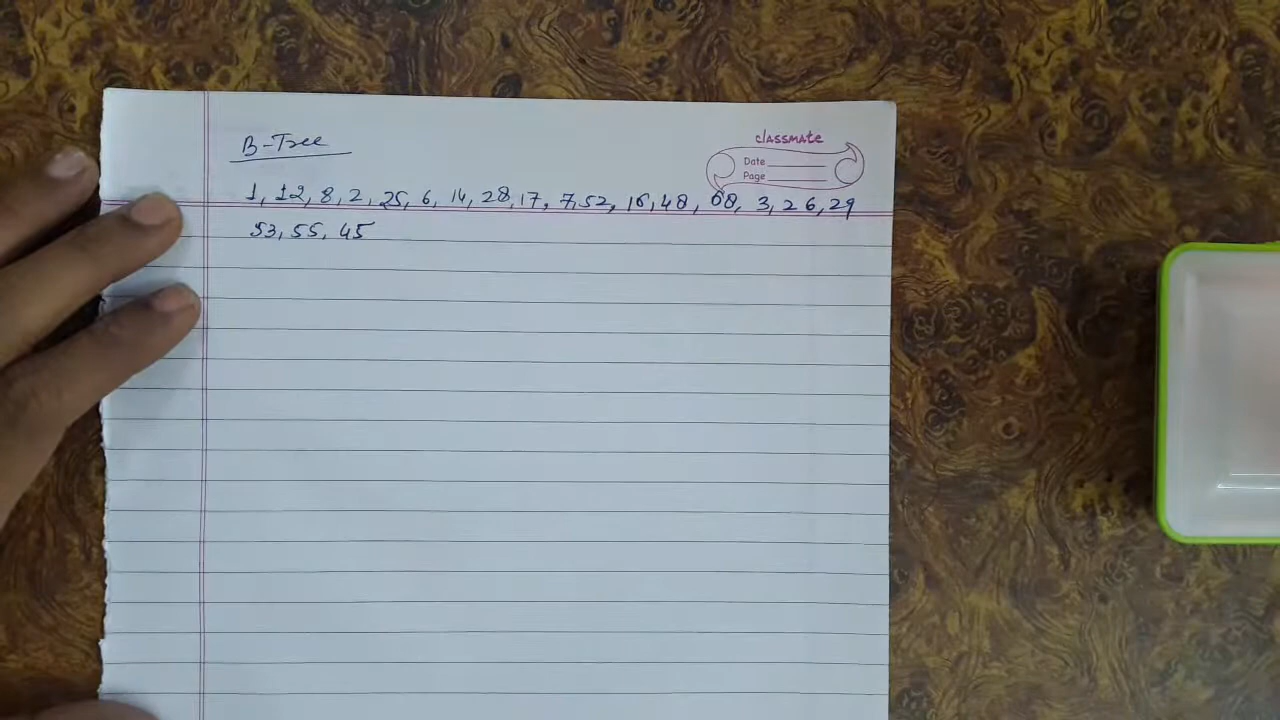 B-Tree
classmate
Date
Page
1, 12, 8, 2, 25, 6, 14, 28, 17, 7, 52, 16, 48, 68, 3, 26, 29
53, 55, 45